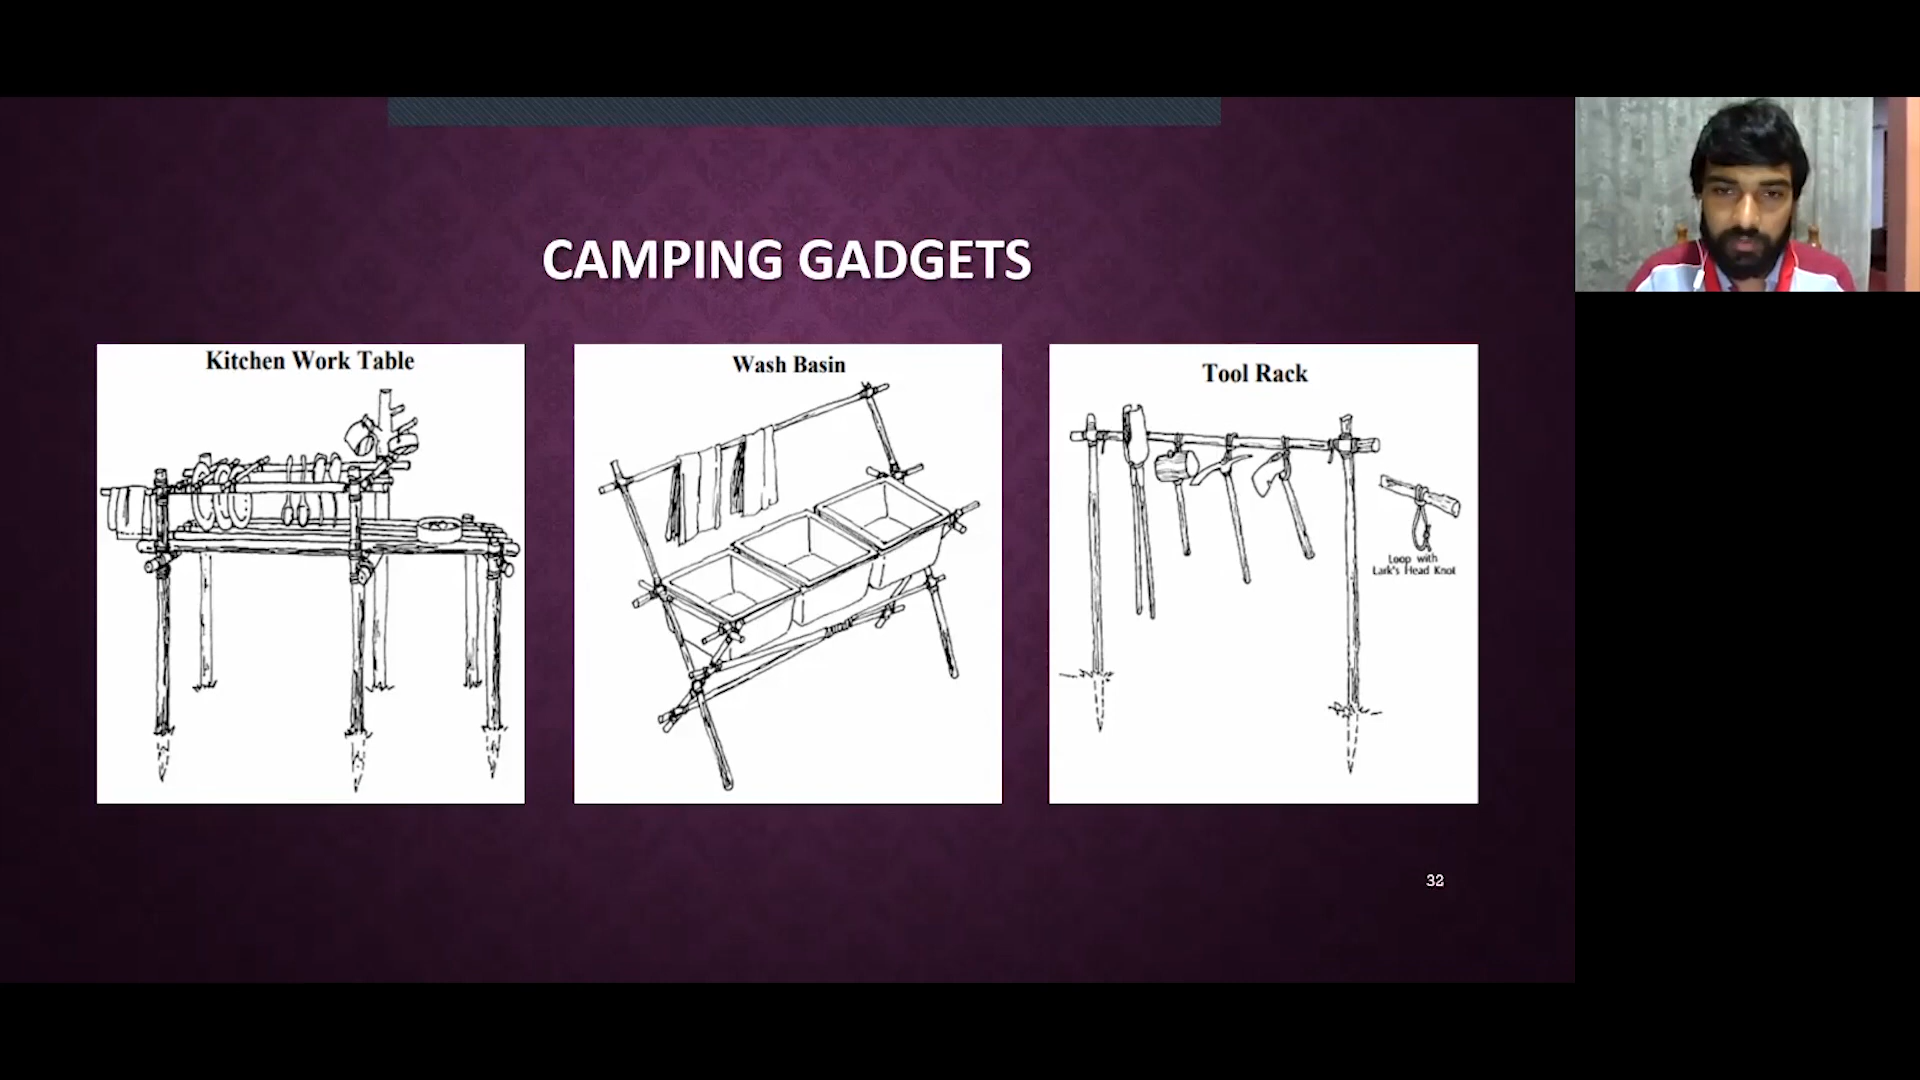 CAMPING GADGETS
Kitchen Work Table
Wash Basin
Tool Rack
Loop with
Lark's Head Knot
32